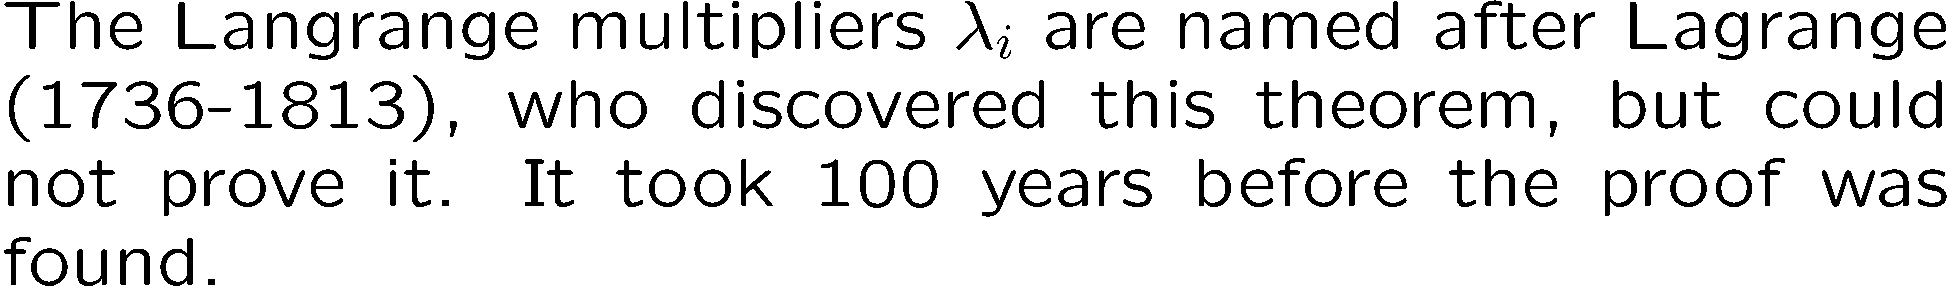 The Langrange multipliers λᵢ are named after Lagrange
(1736-1813), who discovered this theorem, but could
not prove it. It took 100 years before the proof was
found.